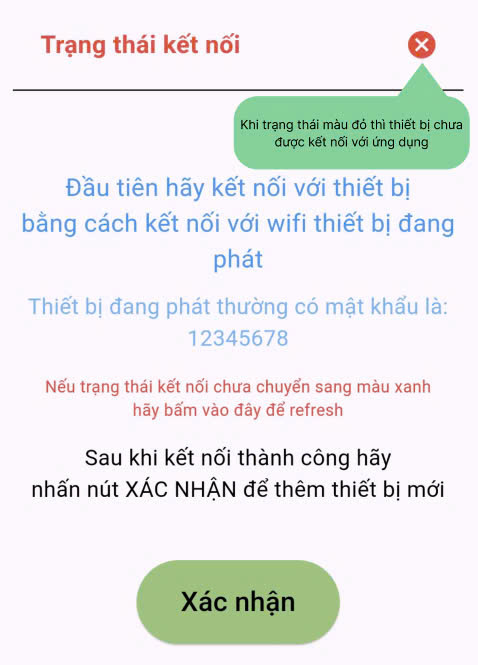 Trạng thái kết nối
Khi trạng thái màu đỏ thì thiết bị chưa
được kết nối với ứng dụng
Đầu tiên hãy kết nối với thiết bị
bằng cách kết nối với wifi thiết bị đang
phát
Thiết bị đang phát thường có mật khẩu là:
12345678
Nếu trạng thái kết nối chưa chuyển sang màu xanh
hãy bấm vào đây để refresh
Sau khi kết nối thành công hãy
nhấn nút XÁC NHẬN để thêm thiết bị mới
Xác nhận